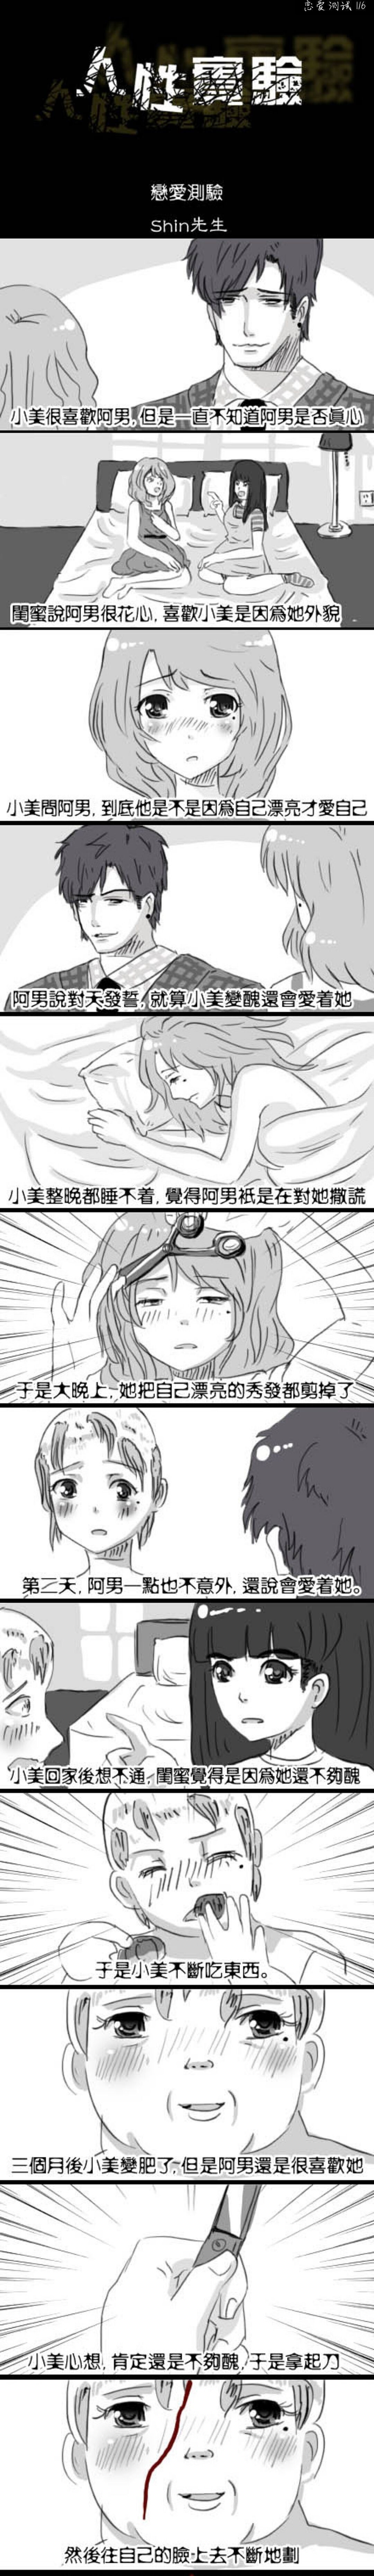 恋爱测试 1/6
人性實驗
戀愛測驗
Shin先生
小美很喜歡阿男,但是一直不知道阿男是否眞心
閨蜜說阿男很花心,喜歡小美是因爲她外貌
小美問阿男,到底他是不是因爲自己漂亮才愛自己
阿男說對天發誓,就算小美變醜還會愛着她
小美整晚都睡不着,覺得阿男衹是在對她撒謊
于是大晚上,她把自己漂亮的秀發都剪掉了
第二天,阿男一點也不意外,還說會愛着她。
小美回家後想不通,閨蜜覺得是因爲她還不夠醜
于是小美不斷吃東西。
三個月後小美變肥了,但是阿男還是很喜歡她
小美心想,肯定還是不夠醜,于是拿起刀
然後往自己的臉上去不斷地劃